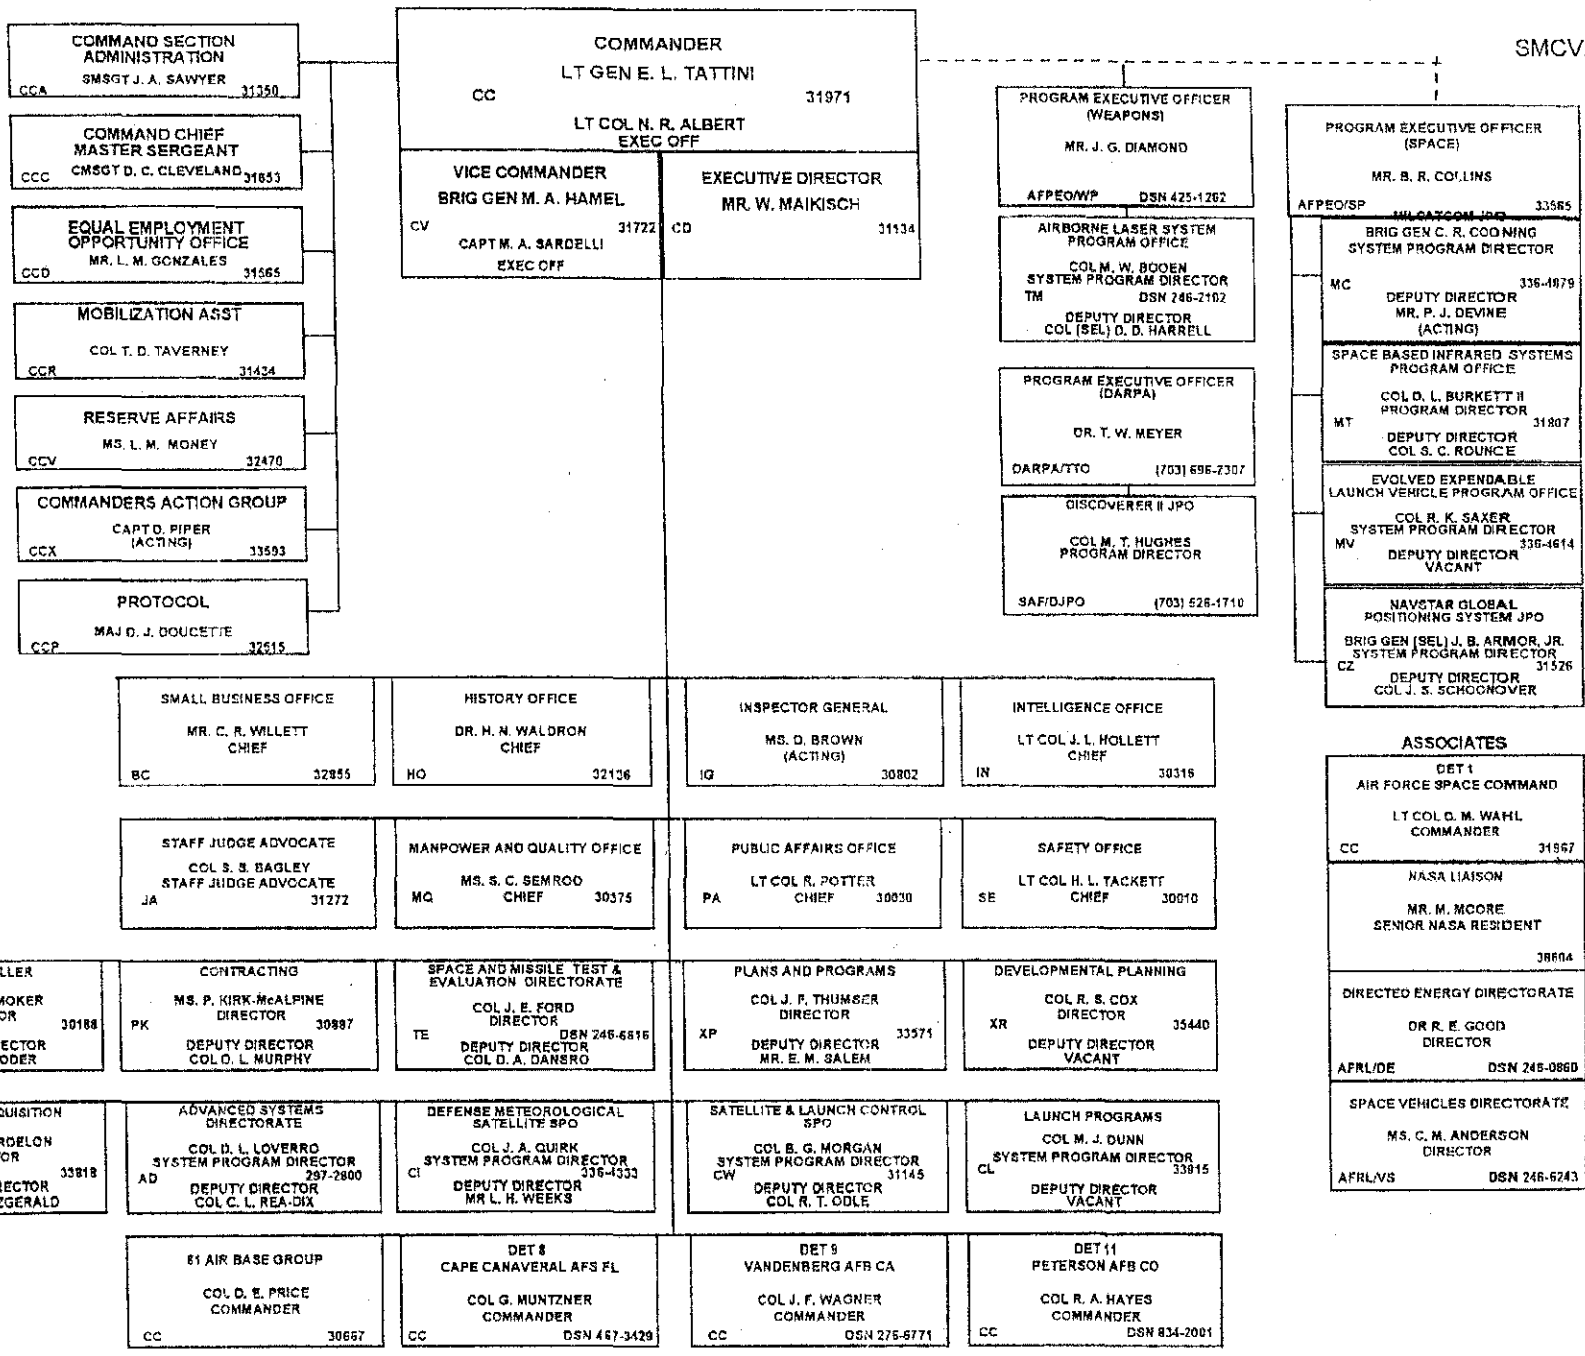 SMCV
COMMAND SECTION
ADMINISTRATION
SMSGT J. A. SAWYER
CCA 31350
COMMAND CHIEF
MASTER SERGEANT
CCC CMSGT D. C. CLEVELAND 31653
EQUAL EMPLOYMENT
OPPORTUNITY OFFICE
MR. L. M. GONZALES
CCD 31565
MOBILIZATION ASST
COL T. D. TAVERNEY
CCR 31434
RESERVE AFFAIRS
MS. L. M. MONEY
CCV 32470
COMMANDERS ACTION GROUP
CAPT D. PIPER
(ACTING)
CCX 33593
PROTOCOL
MAJ D. J. DOUCETTE
CCP 32515
COMMANDER
LT GEN E. L. TATTINI
CC 31971
LT COL N. R. ALBERT
EXEC OFF
VICE COMMANDER
BRIG GEN M. A. HAMEL
CV 31722
CAPT M. A. SARDELLI
EXEC OFF
EXECUTIVE DIRECTOR
MR. W. MAIKISCH
CD 31134
PROGRAM EXECUTIVE OFFICER
(WEAPONS)
MR. J. G. DIAMOND
AFPEO/WP DSN 425-1262
AIRBORNE LASER SYSTEM
PROGRAM OFFICE
COL M. W. BOOEN
SYSTEM PROGRAM DIRECTOR
TM DSN 246-2102
DEPUTY DIRECTOR
COL (SEL) D. D. HARRELL
PROGRAM EXECUTIVE OFFICER
(DARPA)
DR. T. W. MEYER
DARPA/TTO (703) 696-2307
DISCOVERER II JPO
COL M. T. HUGHES
PROGRAM DIRECTOR
SAF/DJPO (703) 526-1710
PROGRAM EXECUTIVE OFFICER
(SPACE)
MR. B. R. COLLINS
AFPEO/SP 33565
MILSATCOM JPO
BRIG GEN C. R. COONING
SYSTEM PROGRAM DIRECTOR
MC 336-4879
DEPUTY DIRECTOR
MR. P. J. DEVINE
(ACTING)
SPACE BASED INFRARED SYSTEMS
PROGRAM OFFICE
COL D. L. BURKETT II
PROGRAM DIRECTOR
MT 31807
DEPUTY DIRECTOR
COL S. C. ROUNCE
EVOLVED EXPENDABLE
LAUNCH VEHICLE PROGRAM OFFICE
COL R. K. SAXER
SYSTEM PROGRAM DIRECTOR
MV 336-4614
DEPUTY DIRECTOR
VACANT
NAVSTAR GLOBAL
POSITIONING SYSTEM JPO
BRIG GEN (SEL) J. B. ARMOR, JR.
SYSTEM PROGRAM DIRECTOR
CZ 31526
DEPUTY DIRECTOR
COL J. S. SCHOONOVER
SMALL BUSINESS OFFICE
MR. C. R. WILLETT
CHIEF
BC 32855
HISTORY OFFICE
DR. H. N. WALDRON
CHIEF
HO 32136
INSPECTOR GENERAL
MS. D. BROWN
(ACTING)
IG 30802
INTELLIGENCE OFFICE
LT COL J. L. HOLLETT
CHIEF
IN 30316
STAFF JUDGE ADVOCATE
COL S. S. BAGLEY
STAFF JUDGE ADVOCATE
JA 31272
MANPOWER AND QUALITY OFFICE
MS. S. C. SEMROD
MQ CHIEF 30375
PUBLIC AFFAIRS OFFICE
LT COL R. POTTER
PA CHIEF 30030
SAFETY OFFICE
LT COL H. L. TACKETT
SE CHIEF 30010
LLER
MOKER
OR
30188
ECTOR
ODER
CONTRACTING
MS. P. KIRK-McALPINE
DIRECTOR
PK 30887
DEPUTY DIRECTOR
COL D. L. MURPHY
SPACE AND MISSILE TEST &
EVALUATION DIRECTORATE
COL J. E. FORD
DIRECTOR
TE DSN 246-6816
DEPUTY DIRECTOR
COL D. A. DANBRO
PLANS AND PROGRAMS
COL J. P. THUMSER
DIRECTOR
XP 33571
DEPUTY DIRECTOR
MR. E. M. SALEM
DEVELOPMENTAL PLANNING
COL R. S. COX
DIRECTOR
XR 35440
DEPUTY DIRECTOR
VACANT
QUISITION
RDELON
TOR
33818
RECTOR
ZGERALD
ADVANCED SYSTEMS
DIRECTORATE
COL D. L. LOVERRO
SYSTEM PROGRAM DIRECTOR
AD 297-2800
DEPUTY DIRECTOR
COL C. L. REA-DIX
DEFENSE METEOROLOGICAL
SATELLITE SPO
COL J. A. QUIRK
SYSTEM PROGRAM DIRECTOR
CI 336-4333
DEPUTY DIRECTOR
MR L. H. WEEKS
SATELLITE & LAUNCH CONTROL
SPO
COL B. G. MORGAN
SYSTEM PROGRAM DIRECTOR
CW 31145
DEPUTY DIRECTOR
COL R. T. ODLE
LAUNCH PROGRAMS
COL M. J. DUNN
SYSTEM PROGRAM DIRECTOR
CL 33915
DEPUTY DIRECTOR
VACANT
61 AIR BASE GROUP
COL D. E. PRICE
COMMANDER
CC 30667
DET 8
CAPE CANAVERAL AFS FL
COL G. MUNTZNER
COMMANDER
CC DSN 467-3429
DET 9
VANDENBERG AFB CA
COL J. F. WAGNER
COMMANDER
CC DSN 276-6771
DET 11
PETERSON AFB CO
COL R. A. HAYES
COMMANDER
CC DSN 834-2001
ASSOCIATES
DET 1
AIR FORCE SPACE COMMAND
LT COL D. M. WAHL
COMMANDER
CC 31967
NASA LIAISON
MR. M. MOORE
SENIOR NASA RESIDENT
38604
DIRECTED ENERGY DIRECTORATE
DR R. E. GOOD
DIRECTOR
AFRL/DE DSN 246-0860
SPACE VEHICLES DIRECTORATE
MS. C. M. ANDERSON
DIRECTOR
AFRL/VS DSN 246-6243